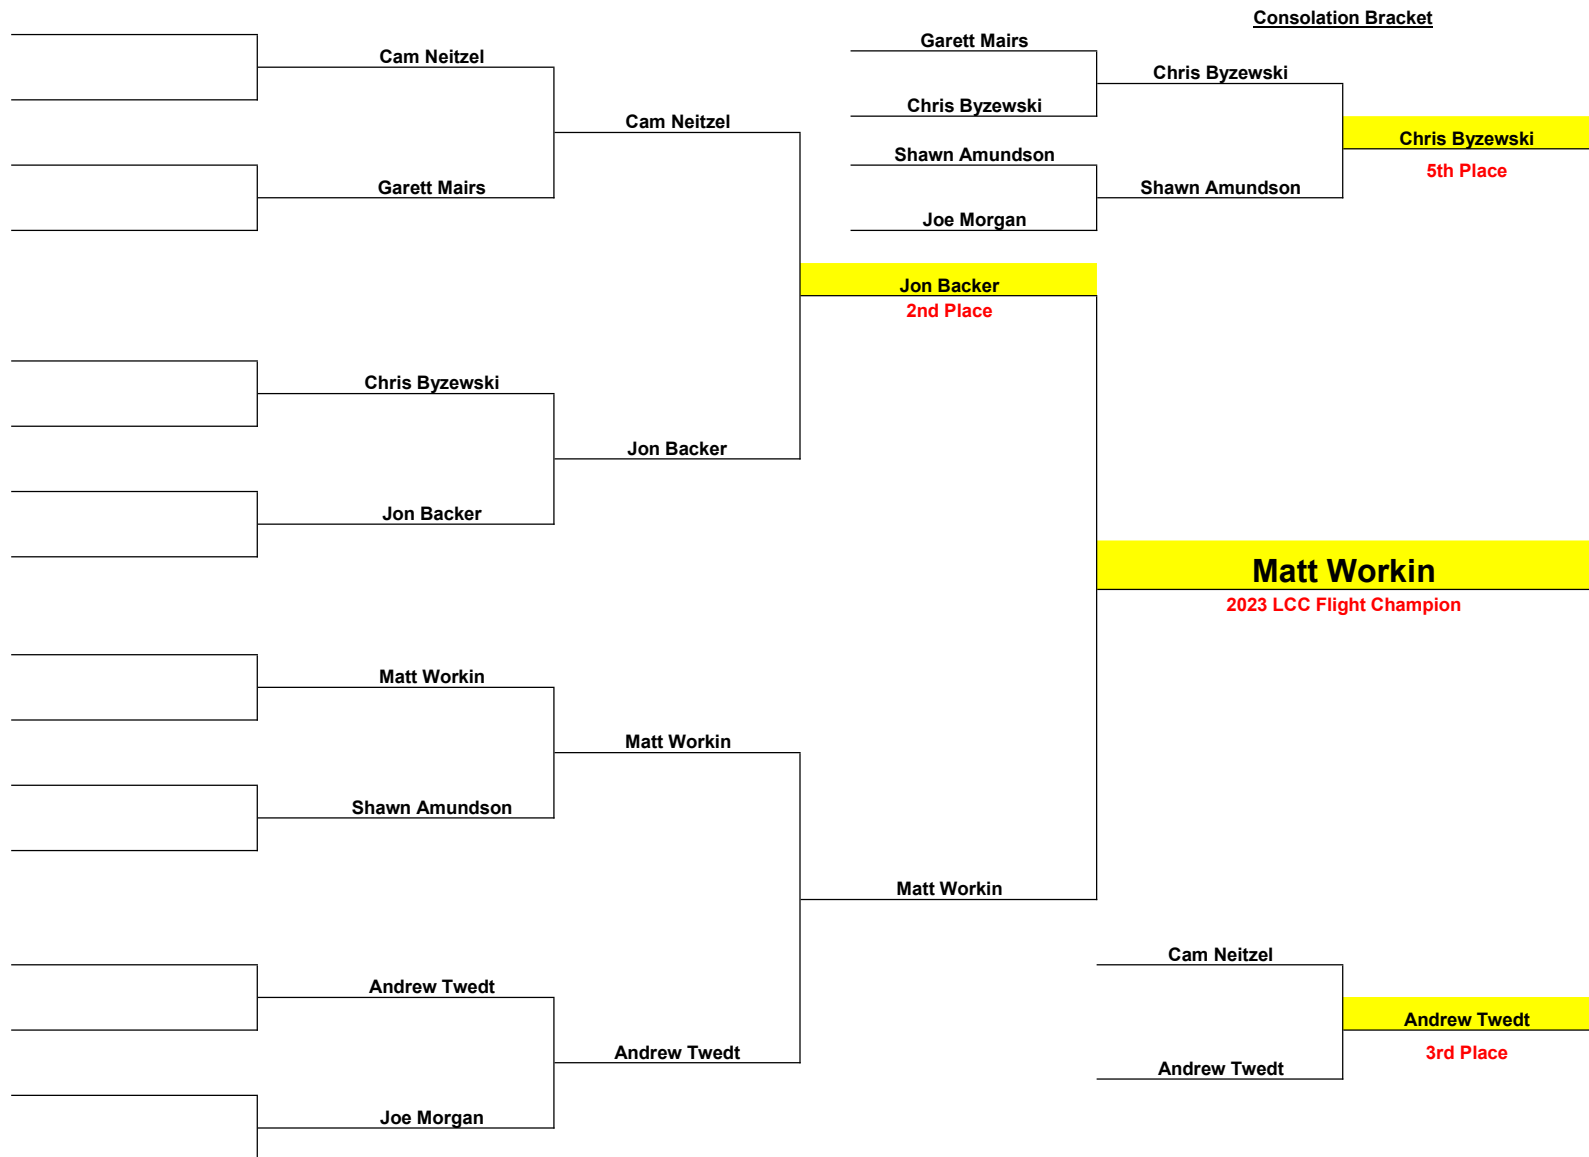 Consolation Bracket
Cam Neitzel
Garett Mairs
Chris Byzewski
Jon Backer
Matt Workin
Shawn Amundson
Andrew Twedt
Joe Morgan
Cam Neitzel
Jon Backer
Matt Workin
Andrew Twedt
Jon Backer
2nd Place
Matt Workin
Matt Workin
2023 LCC Flight Champion
Garett Mairs
Chris Byzewski
Shawn Amundson
Joe Morgan
Chris Byzewski
Shawn Amundson
Chris Byzewski
5th Place
Cam Neitzel
Andrew Twedt
Andrew Twedt
3rd Place